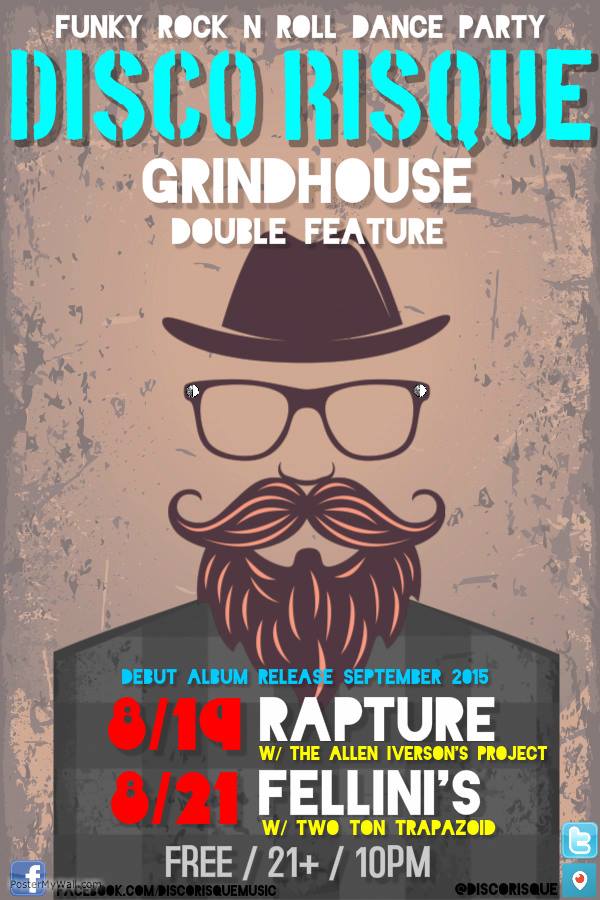 FUNKY ROCK N ROLL DANCE PARTY
DISCO RISQUE
GRINDHOUSE
DOUBLE FEATURE
DEBUT ALBUM RELEASE SEPTEMBER 2015
8/19 RAPTURE
W/ THE ALLEN IVERSON'S PROJECT
8/21 FELLINI'S
W/ TWO TON TRAPAZOID
FREE / 21+ / 10PM
f
PosterMyWall.com
FACEBOOK.COM/DISCORISQUEMUSIC
@DISCORISQUE